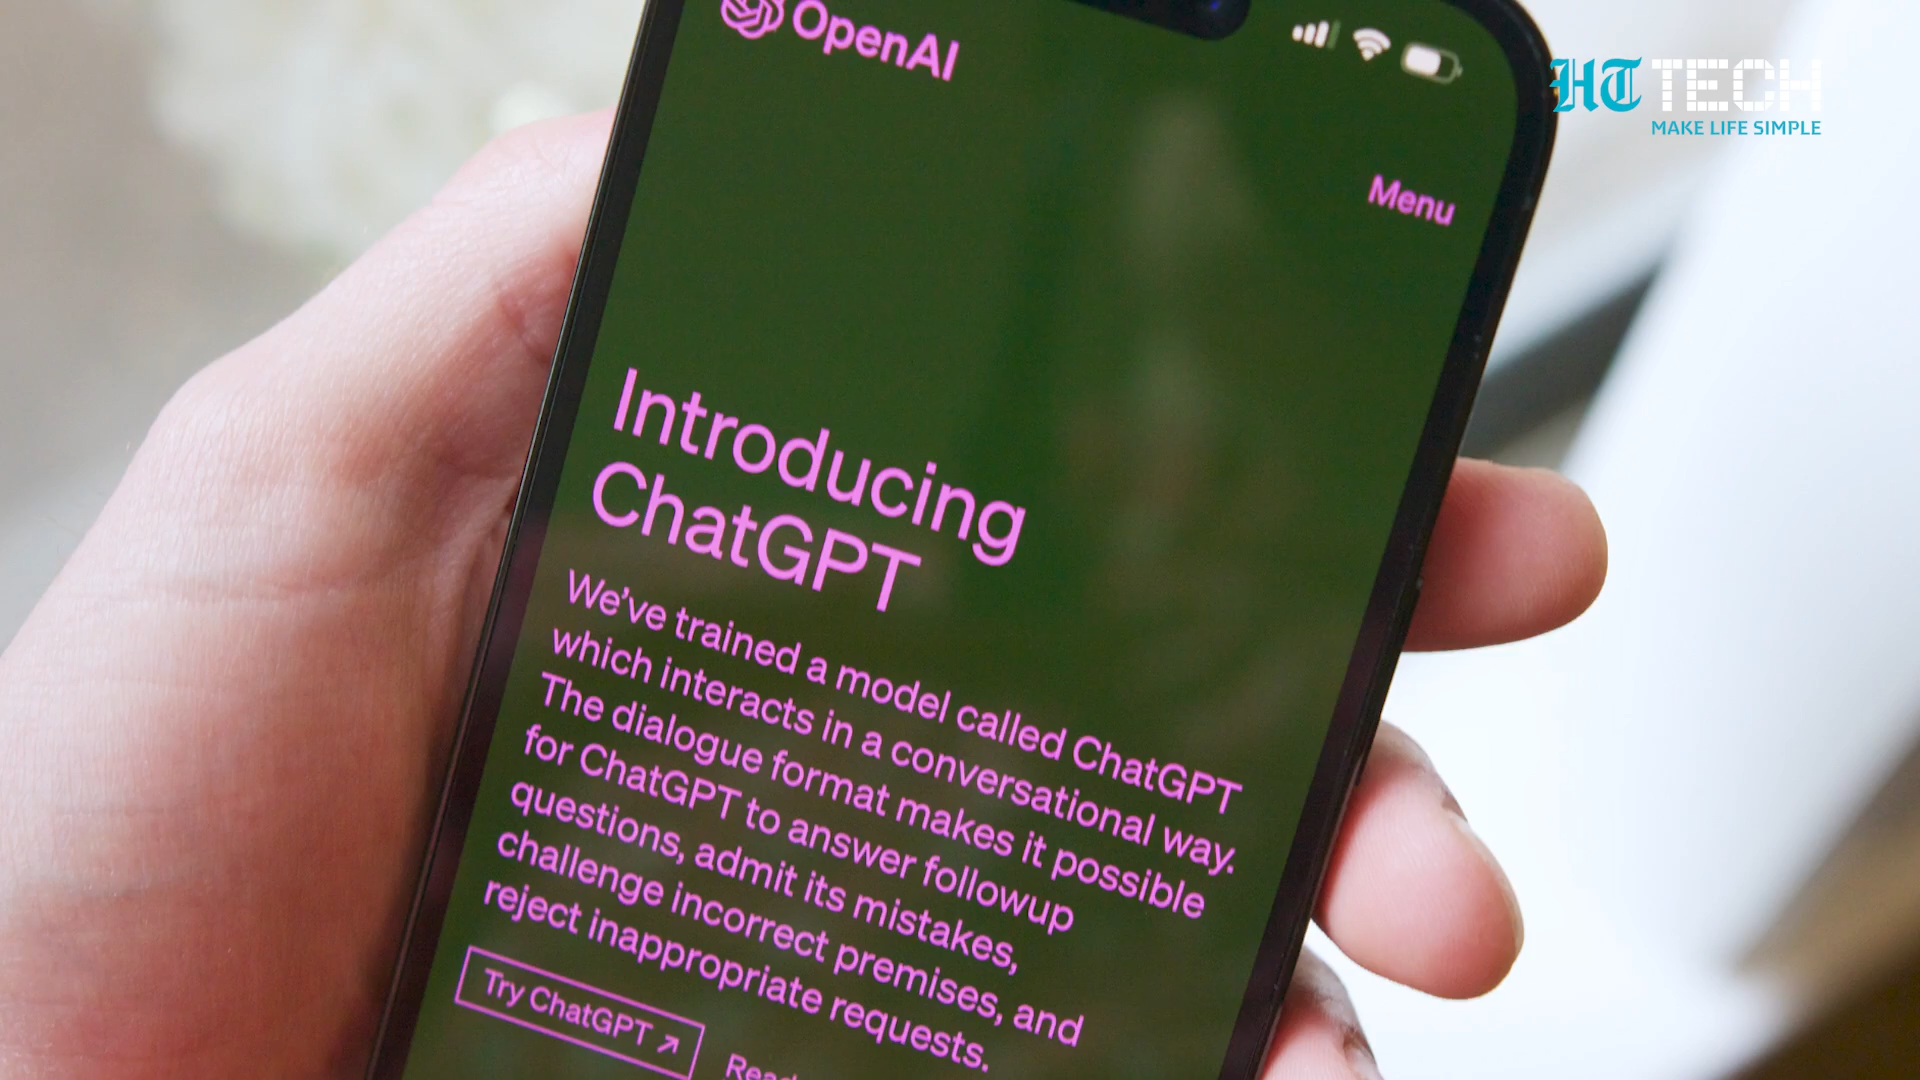 OpenAI
HT TECH
MAKE LIFE SIMPLE
Menu
Introducing
ChatGPT
We've trained a model called ChatGPT
which interacts in a conversational way.
The dialogue format makes it possible
for ChatGPT to answer followup
questions, admit its mistakes,
challenge incorrect premises, and
reject inappropriate requests.
Try ChatGPT ↗